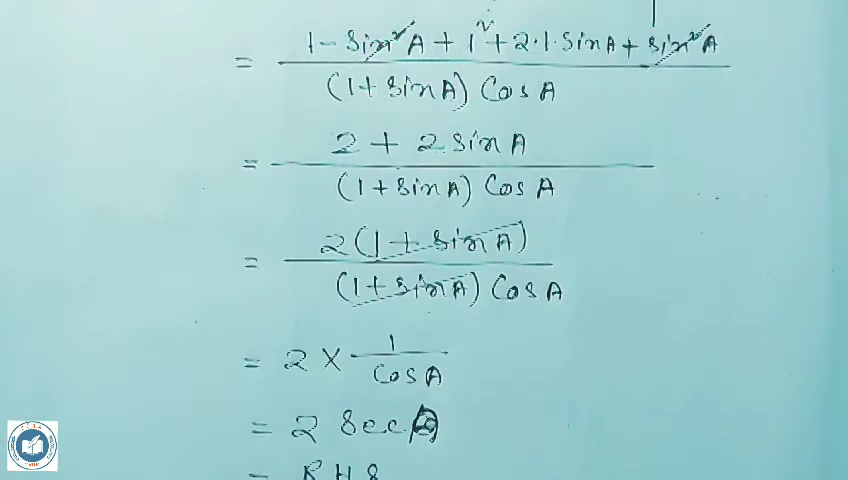 = 1 - sin²A + 1² + 2·1·sinA + sin²A / (1 + sinA) CosA
= 2 + 2 sinA / (1 + sinA) CosA
= 2(1 + sinA) / (1 + sinA) CosA
= 2 × 1 / CosA
= 2 SecA
= RHS